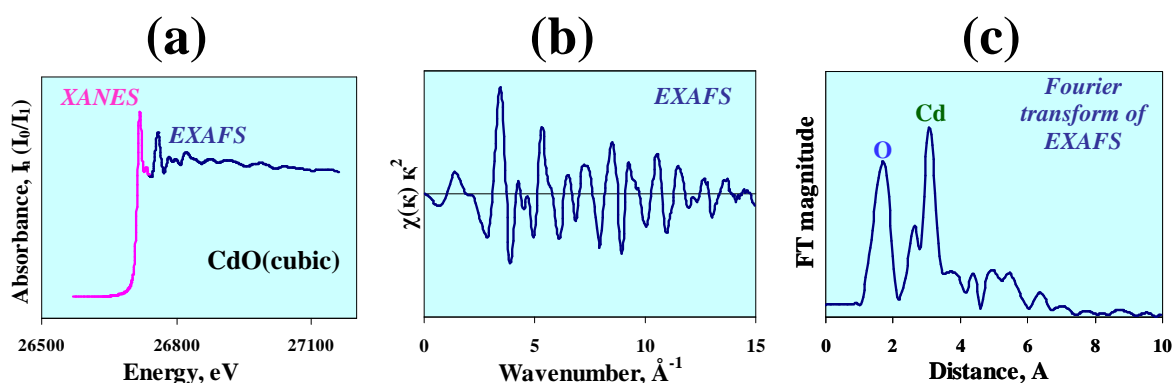 (a)
XANES
EXAFS
CdO(cubic)
Absorbance, I, (I₀/I₁)
26500 26800 27100
Energy, eV
(b)
EXAFS
χ(κ) κ²
0 5 10 15
Wavenumber, Å⁻¹
(c)
Fourier
transform of
EXAFS
Cd
O
FT magnitude
0 2 4 6 8 10
Distance, A